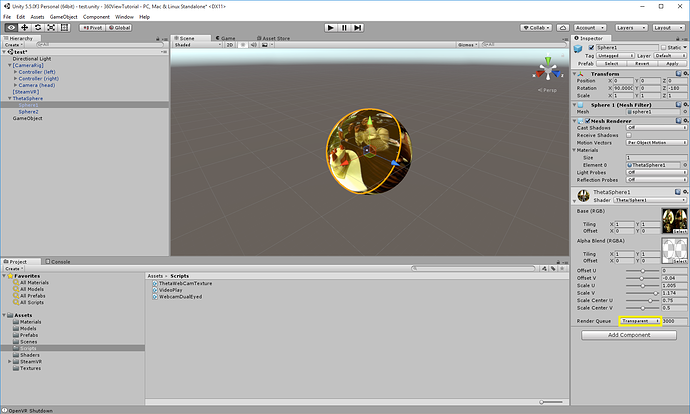 Unity 5.5.0f3 Personal (64bit) - test.unity - 360ViewTutorial - PC, Mac & Linux Standalone* <DX11>
File Edit Assets GameObject Component Window Help
Pivot Global Collab Account Layers Layout
Hierarchy
Create All
test*
Directional Light
[CameraRig]
Controller (left)
Controller (right)
Camera (head)
[SteamVR]
ThetaSphere
Sphere1
Sphere2
GameObject
Scene Game Asset Store
Shaded 2D Gizmos All
Persp
Project Console
Create
Favorites
All Materials
All Models
All Prefabs
All Scripts
Assets
Materials
Models
Prefabs
Scenes
Scripts
Shaders
SteamVR
Textures
Assets Scripts
ThetaWebCamTexture
VideoPlay
WebcamDualEyed
OpenVR Shutdown
Inspector
Sphere1 Static
Tag Untagged Layer Default
Prefab Select Revert Apply
Transform
Position X 0 Y 0 Z 0
Rotation X 90.000 Y 0 Z -180
Scale X 1 Y 1 Z 1
Sphere 1 (Mesh Filter)
Mesh sphere1
Mesh Renderer
Cast Shadows Off
Receive Shadows
Motion Vectors Per Object Motion
Materials
Size 1
Element 0 ThetaSphere1
Light Probes Off
Reflection Probes Off
ThetaSphere1
Shader Theta/Sphere1
Base (RGB)
Tiling X 1 Y 1
Offset X 0 Y 0
Select
Alpha Blend (RGBA)
Tiling X 1 Y 1
Offset X 0 Y 0
Select
Offset U 0
Offset V -0.04
Scale U 1.005
Scale V 1.174
Scale Center U 0.75
Scale Center V 0.5
Render Queue Transparent 3000
Add Component